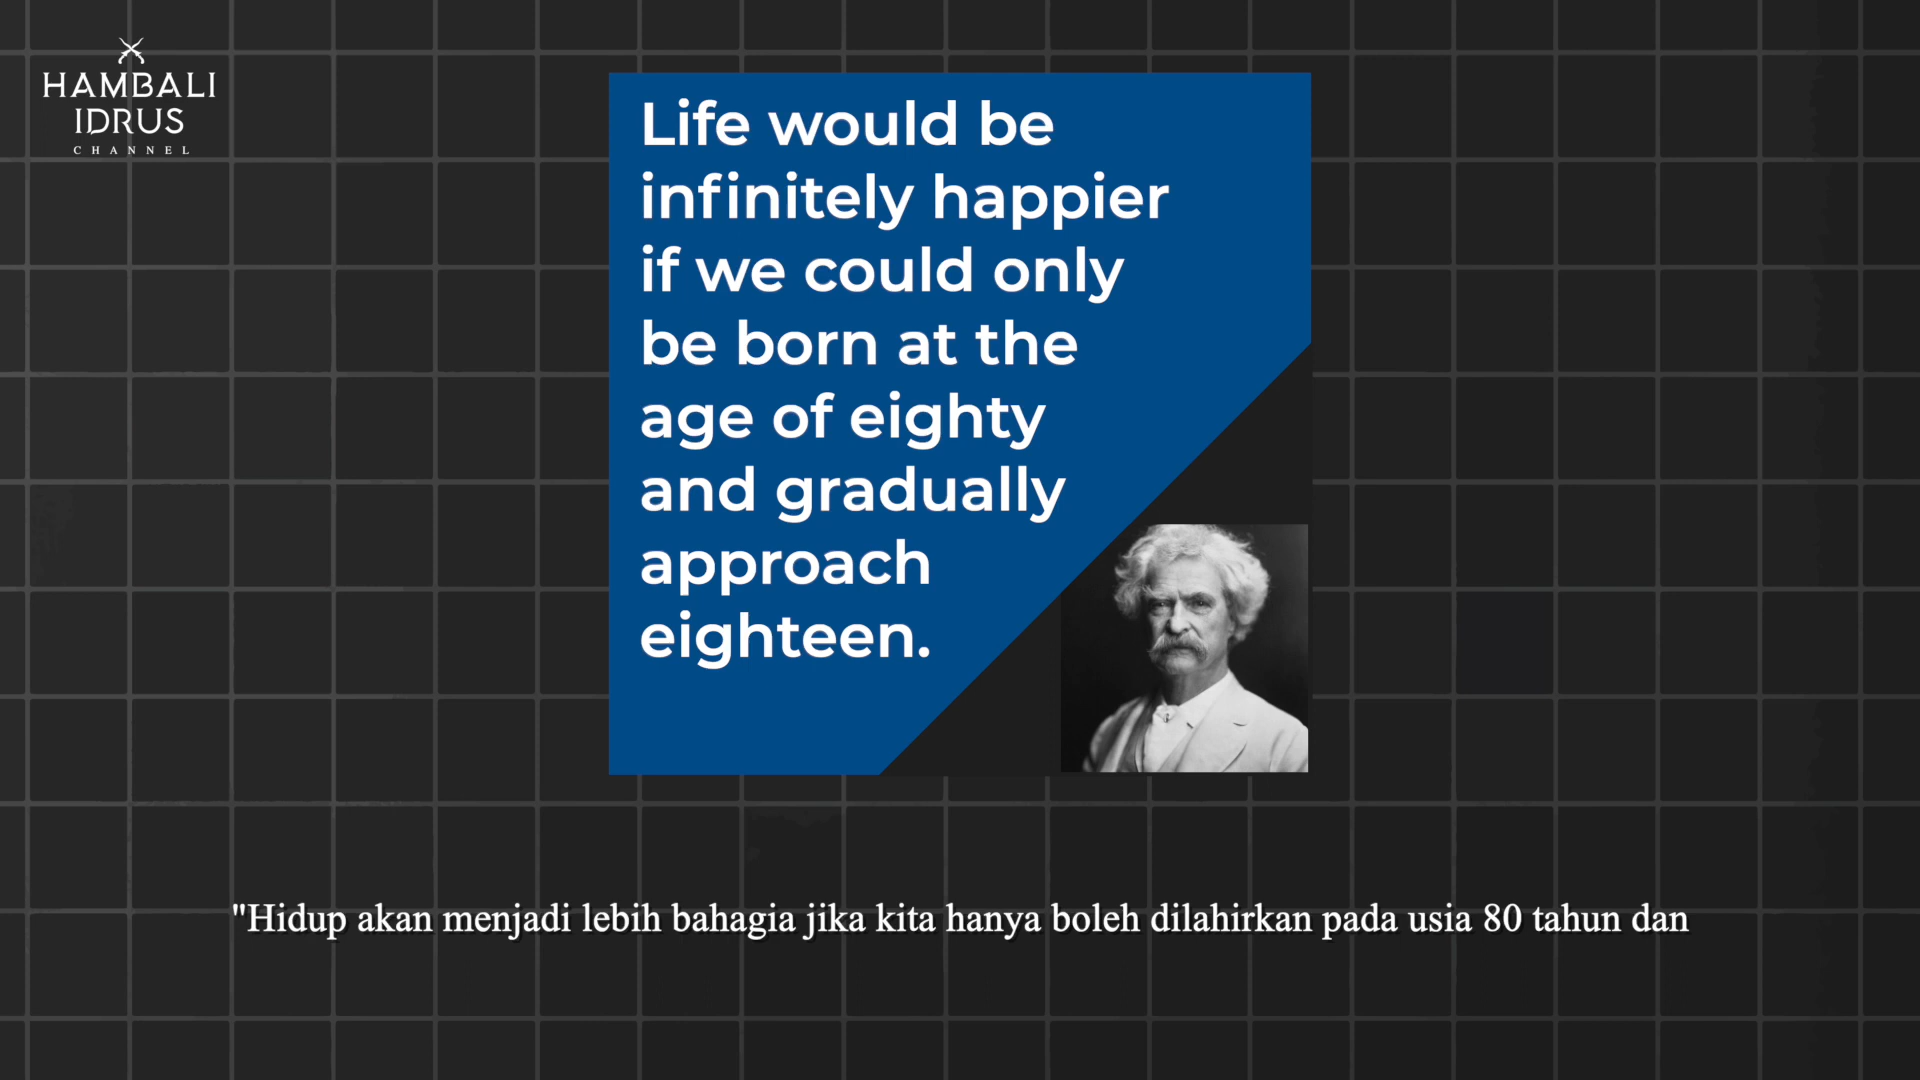 HAMBALI
IDRUS
CHANNEL
Life would be
infinitely happier
if we could only
be born at the
age of eighty
and gradually
approach
eighteen.
"Hidup akan menjadi lebih bahagia jika kita hanya boleh dilahirkan pada usia 80 tahun dan